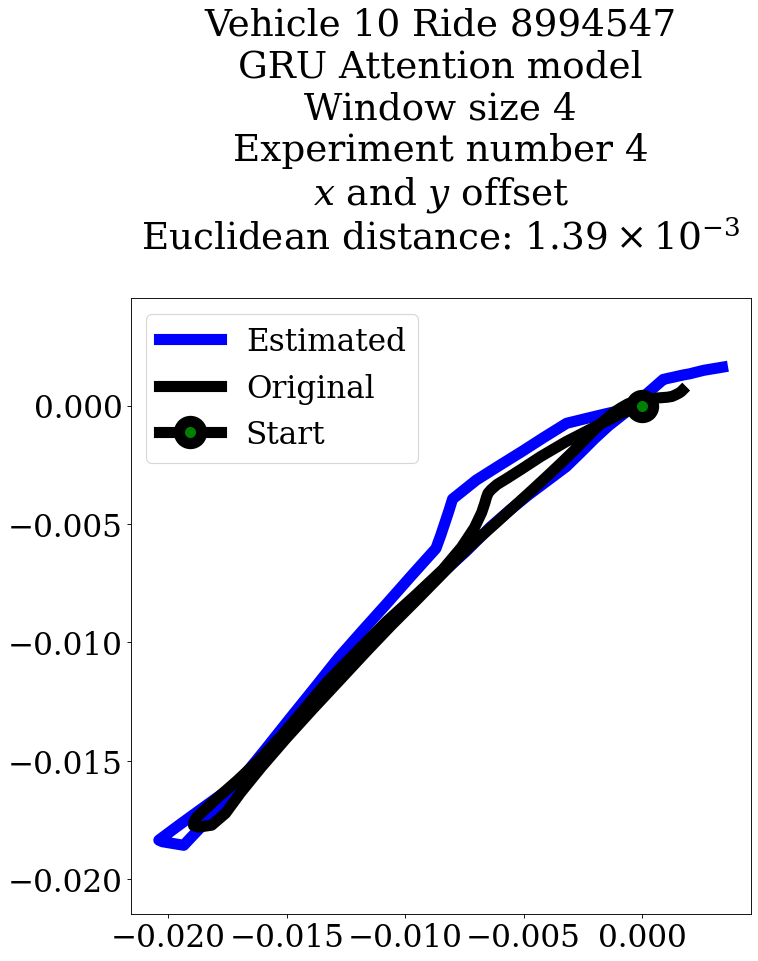 Vehicle 10 Ride 8994547
GRU Attention model
Window size 4
Experiment number 4
x and y offset
Euclidean distance: 1.39 × 10⁻³
Estimated
Original
Start
0.000
−0.005
−0.010
−0.015
−0.020
−0.020 −0.015 −0.010 −0.005 0.000